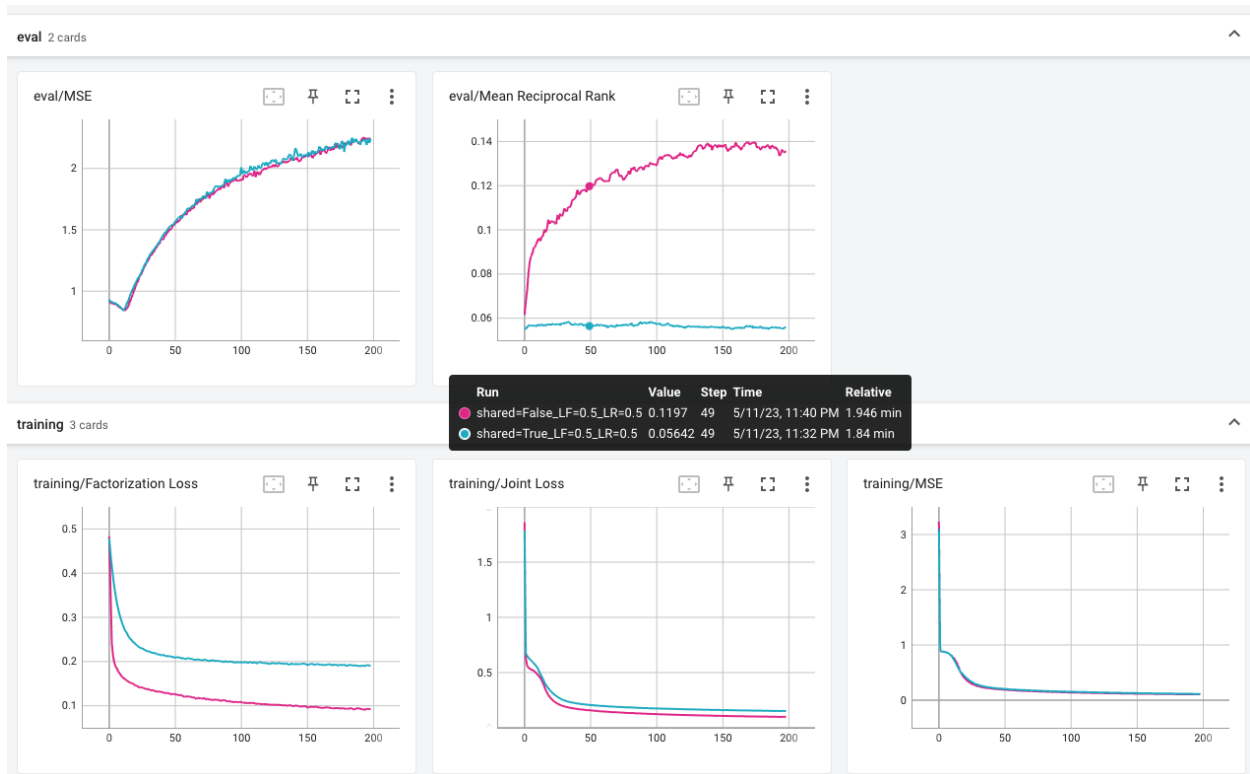 eval 2 cards
eval/MSE
2
1.5
1
0 50 100 150 200
eval/Mean Reciprocal Rank
0.14
0.12
0.1
0.08
0.06
0 50 100 150 200
Run Value Step Time Relative
shared=False_LF=0.5_LR=0.5 0.1197 49 5/11/23, 11:40 PM 1.946 min
shared=True_LF=0.5_LR=0.5 0.05642 49 5/11/23, 11:32 PM 1.84 min
training 3 cards
training/Factorization Loss
0.5
0.4
0.3
0.2
0.1
0 50 100 150 200
training/Joint Loss
1.5
1
0.5
0 50 100 150 200
training/MSE
3
2
1
0
0 50 100 150 200